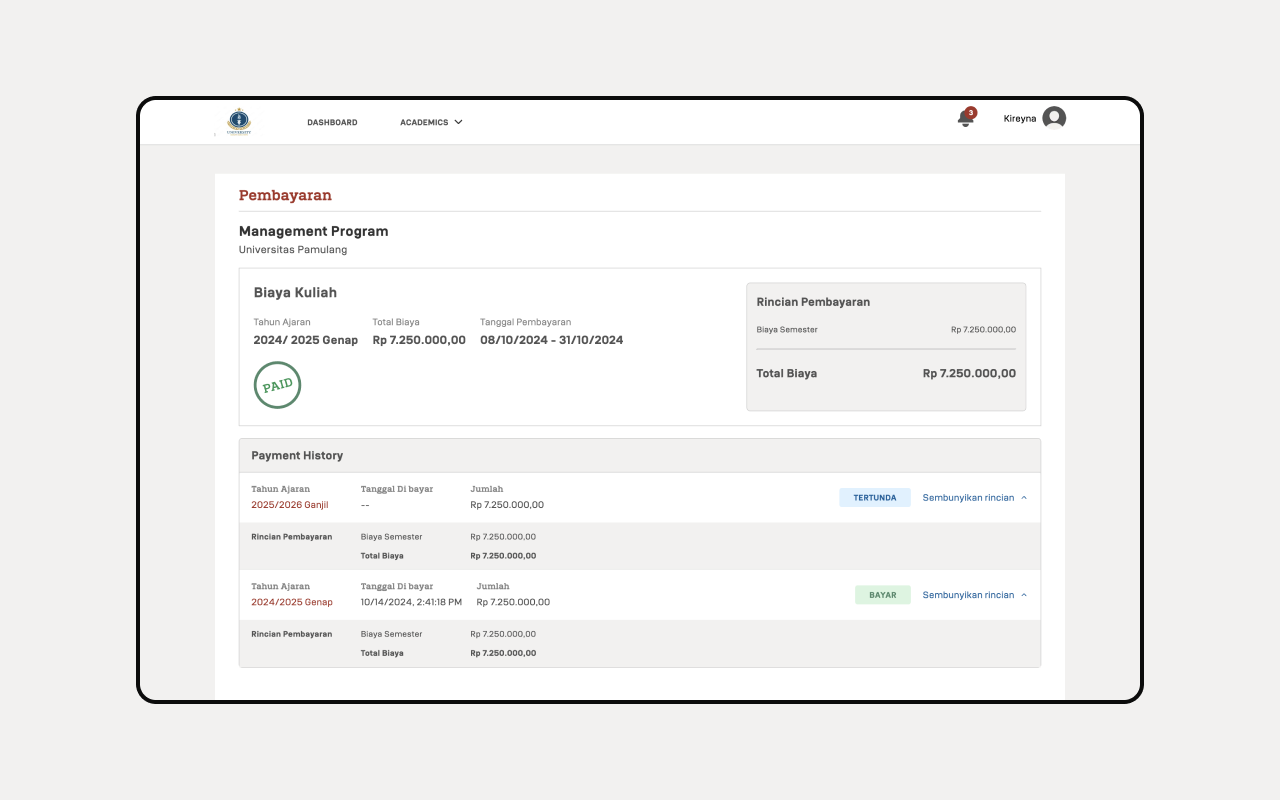 DASHBOARD
ACADEMICS
3
Kireyna
Pembayaran
Management Program
Universitas Pamulang
Biaya Kuliah
Tahun Ajaran Total Biaya Tanggal Pembayaran
2024/ 2025 Genap Rp 7.250.000,00 08/10/2024 - 31/10/2024
PAID
Rincian Pembayaran
Biaya Semester Rp 7.250.000,00
Total Biaya Rp 7.250.000,00
Payment History
Tahun Ajaran Tanggal Di bayar Jumlah
2025/2026 Ganjil -- Rp 7.250.000,00
TERTUNDA Sembunyikan rincian
Rincian Pembayaran Biaya Semester Rp 7.250.000,00
Total Biaya Rp 7.250.000,00
Tahun Ajaran Tanggal Di bayar Jumlah
2024/2025 Genap 10/14/2024, 2:41:18 PM Rp 7.250.000,00
BAYAR Sembunyikan rincian
Rincian Pembayaran Biaya Semester Rp 7.250.000,00
Total Biaya Rp 7.250.000,00